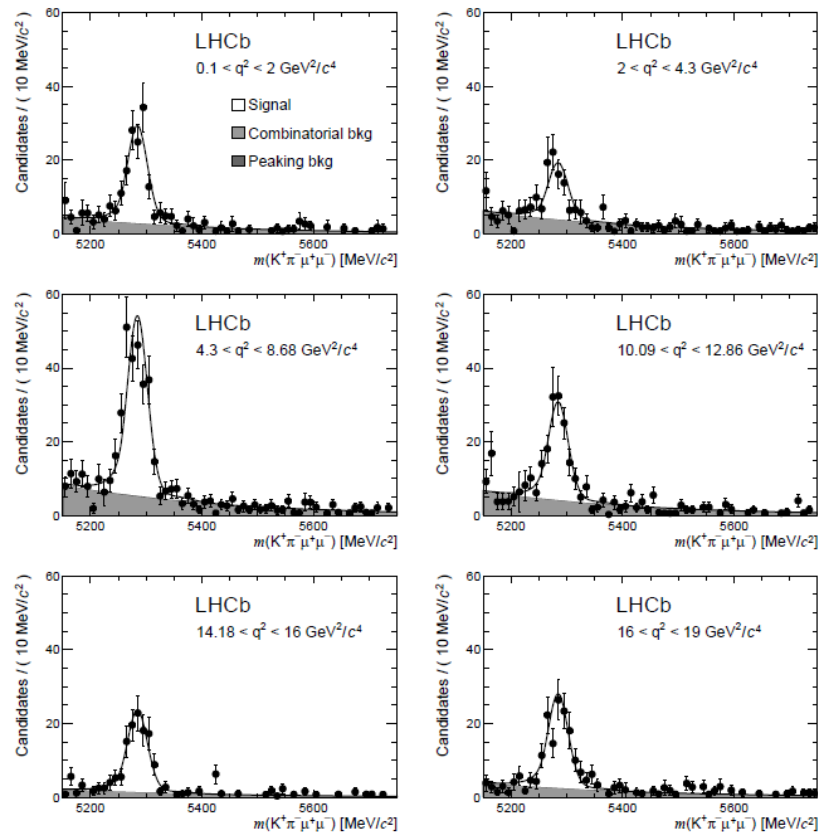 Candidates / ( 10 MeV/c² )
60
40
20
0
LHCb
0.1 < q² < 2 GeV²/c⁴
Signal
Combinatorial bkg
Peaking bkg
5200
5400
5600
m(K⁺π⁻μ⁺μ⁻) [MeV/c²]
Candidates / ( 10 MeV/c² )
60
40
20
0
LHCb
2 < q² < 4.3 GeV²/c⁴
5200
5400
5600
m(K⁺π⁻μ⁺μ⁻) [MeV/c²]
Candidates / ( 10 MeV/c² )
60
40
20
0
LHCb
4.3 < q² < 8.68 GeV²/c⁴
5200
5400
5600
m(K⁺π⁻μ⁺μ⁻) [MeV/c²]
Candidates / ( 10 MeV/c² )
60
40
20
0
LHCb
10.09 < q² < 12.86 GeV²/c⁴
5200
5400
5600
m(K⁺π⁻μ⁺μ⁻) [MeV/c²]
Candidates / ( 10 MeV/c² )
60
40
20
0
LHCb
14.18 < q² < 16 GeV²/c⁴
5200
5400
5600
m(K⁺π⁻μ⁺μ⁻) [MeV/c²]
Candidates / ( 10 MeV/c² )
60
40
20
0
LHCb
16 < q² < 19 GeV²/c⁴
5200
5400
5600
m(K⁺π⁻μ⁺μ⁻) [MeV/c²]